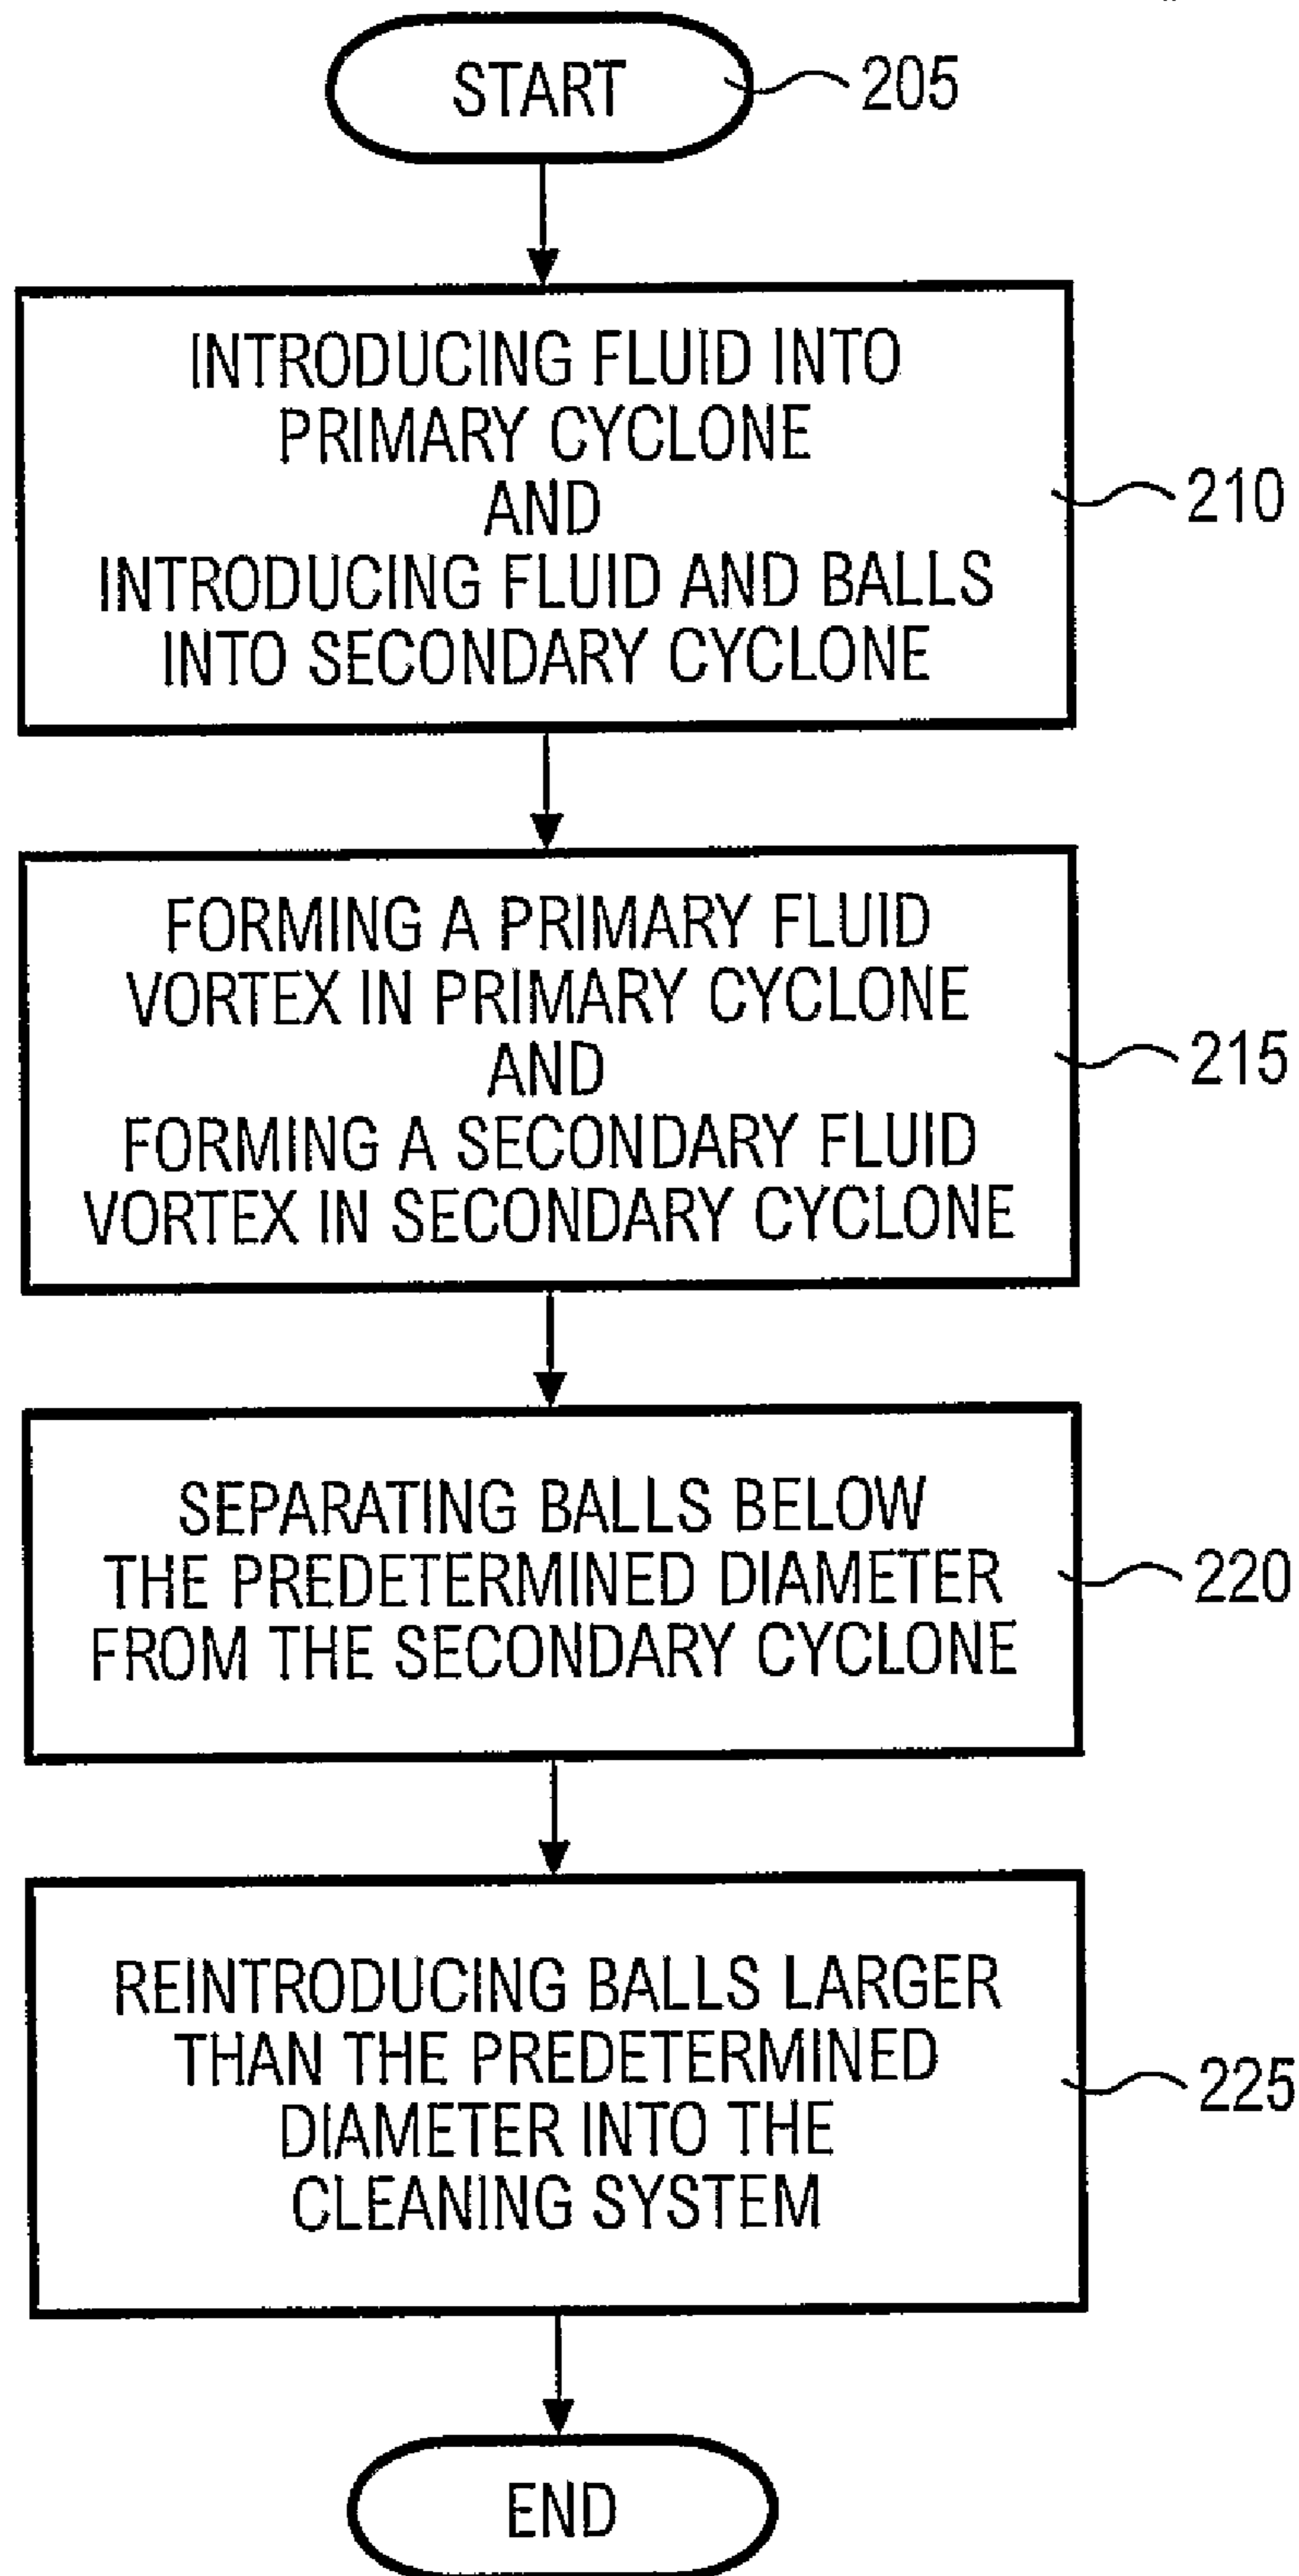 START
205
INTRODUCING FLUID INTO
PRIMARY CYCLONE
AND
INTRODUCING FLUID AND BALLS
INTO SECONDARY CYCLONE
210
FORMING A PRIMARY FLUID
VORTEX IN PRIMARY CYCLONE
AND
FORMING A SECONDARY FLUID
VORTEX IN SECONDARY CYCLONE
215
SEPARATING BALLS BELOW
THE PREDETERMINED DIAMETER
FROM THE SECONDARY CYCLONE
220
REINTRODUCING BALLS LARGER
THAN THE PREDETERMINED
DIAMETER INTO THE
CLEANING SYSTEM
225
END